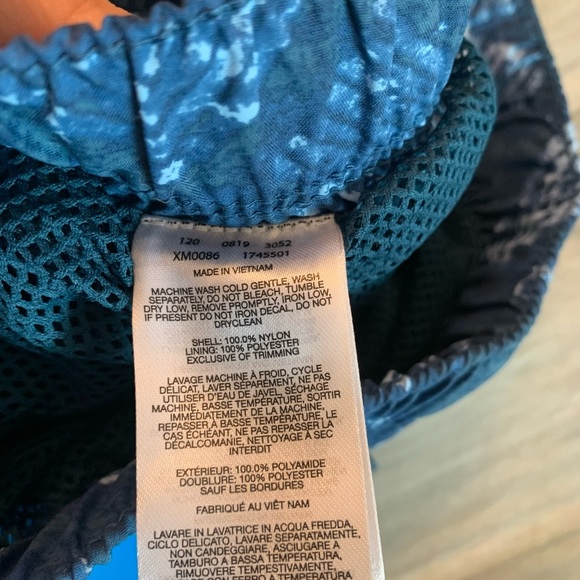 120 0819 3052
XM0086 1745501
MADE IN VIETNAM
MACHINE WASH COLD GENTLE, WASH
SEPARATELY, DO NOT BLEACH, TUMBLE
DRY LOW, REMOVE PROMPTLY, IRON LOW,
IF PRESENT DO NOT IRON DECAL, DO NOT
DRYCLEAN
SHELL: 100.0% NYLON
LINING: 100% POLYESTER
EXCLUSIVE OF TRIMMING
LAVAGE MACHINE À FROID, CYCLE
DÉLICAT, LAVER SÉPARÉMENT, NE PAS
UTILISER D'EAU DE JAVEL, SÉCHAGE
MACHINE, BASSE TEMPÉRATURE, SORTIR
IMMÉDIATEMENT DE LA MACHINE,
REPASSER À BASSE TEMPÉRATURE, LE
CAS ÉCHÉANT, NE PAS REPASSER LA
DÉCALCOMANIE, NETTOYAGE À SEC
INTERDIT
EXTÉRIEUR: 100.0% POLYAMIDE
DOUBLURE: 100% POLYESTER
SAUF LES BORDURES
FABRIQUÉ AU VIÊT NAM
LAVARE IN LAVATRICE IN ACQUA FREDDA,
CICLO DELICATO, LAVARE SEPARATAMENTE,
NON CANDEGGIARE, ASCIUGARE A
TAMBURO A BASSA TEMPERATURA,
RIMUOVERE TEMPESTIVAMENTE,
CON FERRO A TEMPERATURA